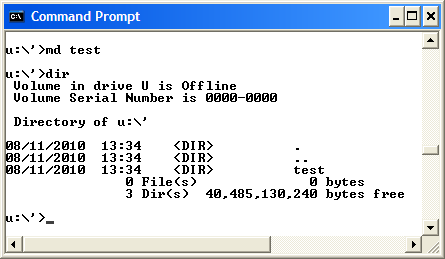 Command Prompt
u:\'>md test
u:\'>dir
Volume in drive U is Offline
Volume Serial Number is 0000-0000
Directory of u:\'
08/11/2010  13:34    <DIR>          .
08/11/2010  13:34    <DIR>          ..
08/11/2010  13:34    <DIR>          test
0 File(s)              0 bytes
3 Dir(s)  40,485,130,240 bytes free
u:\'>_